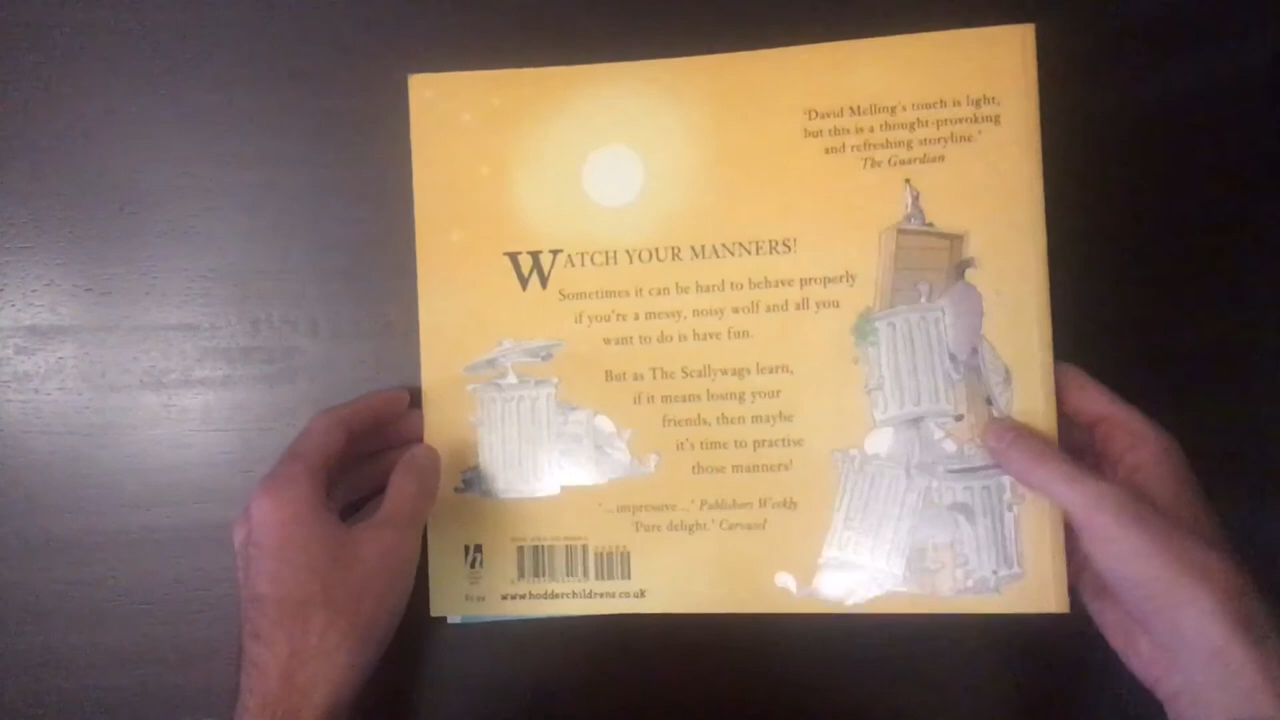 'David Melling's touch is light,
but this is a thought-provoking
and refreshing storyline.'
The Guardian
WATCH YOUR MANNERS!
Sometimes it can be hard to behave properly
if you're a messy, noisy wolf and all you
want to do is have fun.
But as The Scallywags learn,
if it means losing your
friends, then maybe
it's time to practise
those manners!
'...impressive...' Publishers Weekly
'Pure delight.' Carousel
h
www.hodderchildrens.co.uk